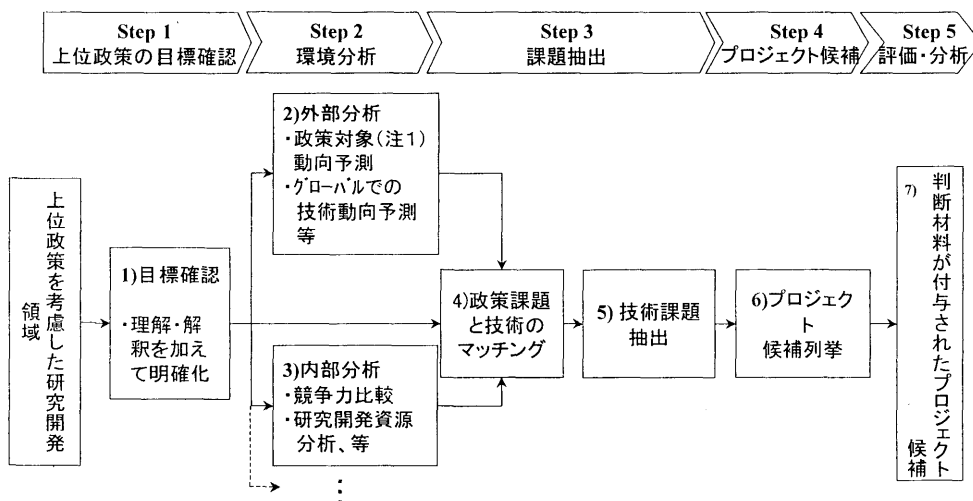 Step 1
上位政策の目標確認
Step 2
環境分析
Step 3
課題抽出
Step 4
プロジェクト候補
Step 5
評価・分析
上位政策を考慮した研究開発
領域
1)目標確認
・理解・解
釈を加え
て明確化
2)外部分析
・政策対象(注1)
動向予測
・グローバルでの
技術動向予測
等
3)内部分析
・競争力比較
・研究開発資源
分析、等
4)政策課題
と技術の
マッチング
5) 技術課題
抽出
6)プロジェク
ト
候補列挙
7)
判断材料が付与されたプロジェクト
候補